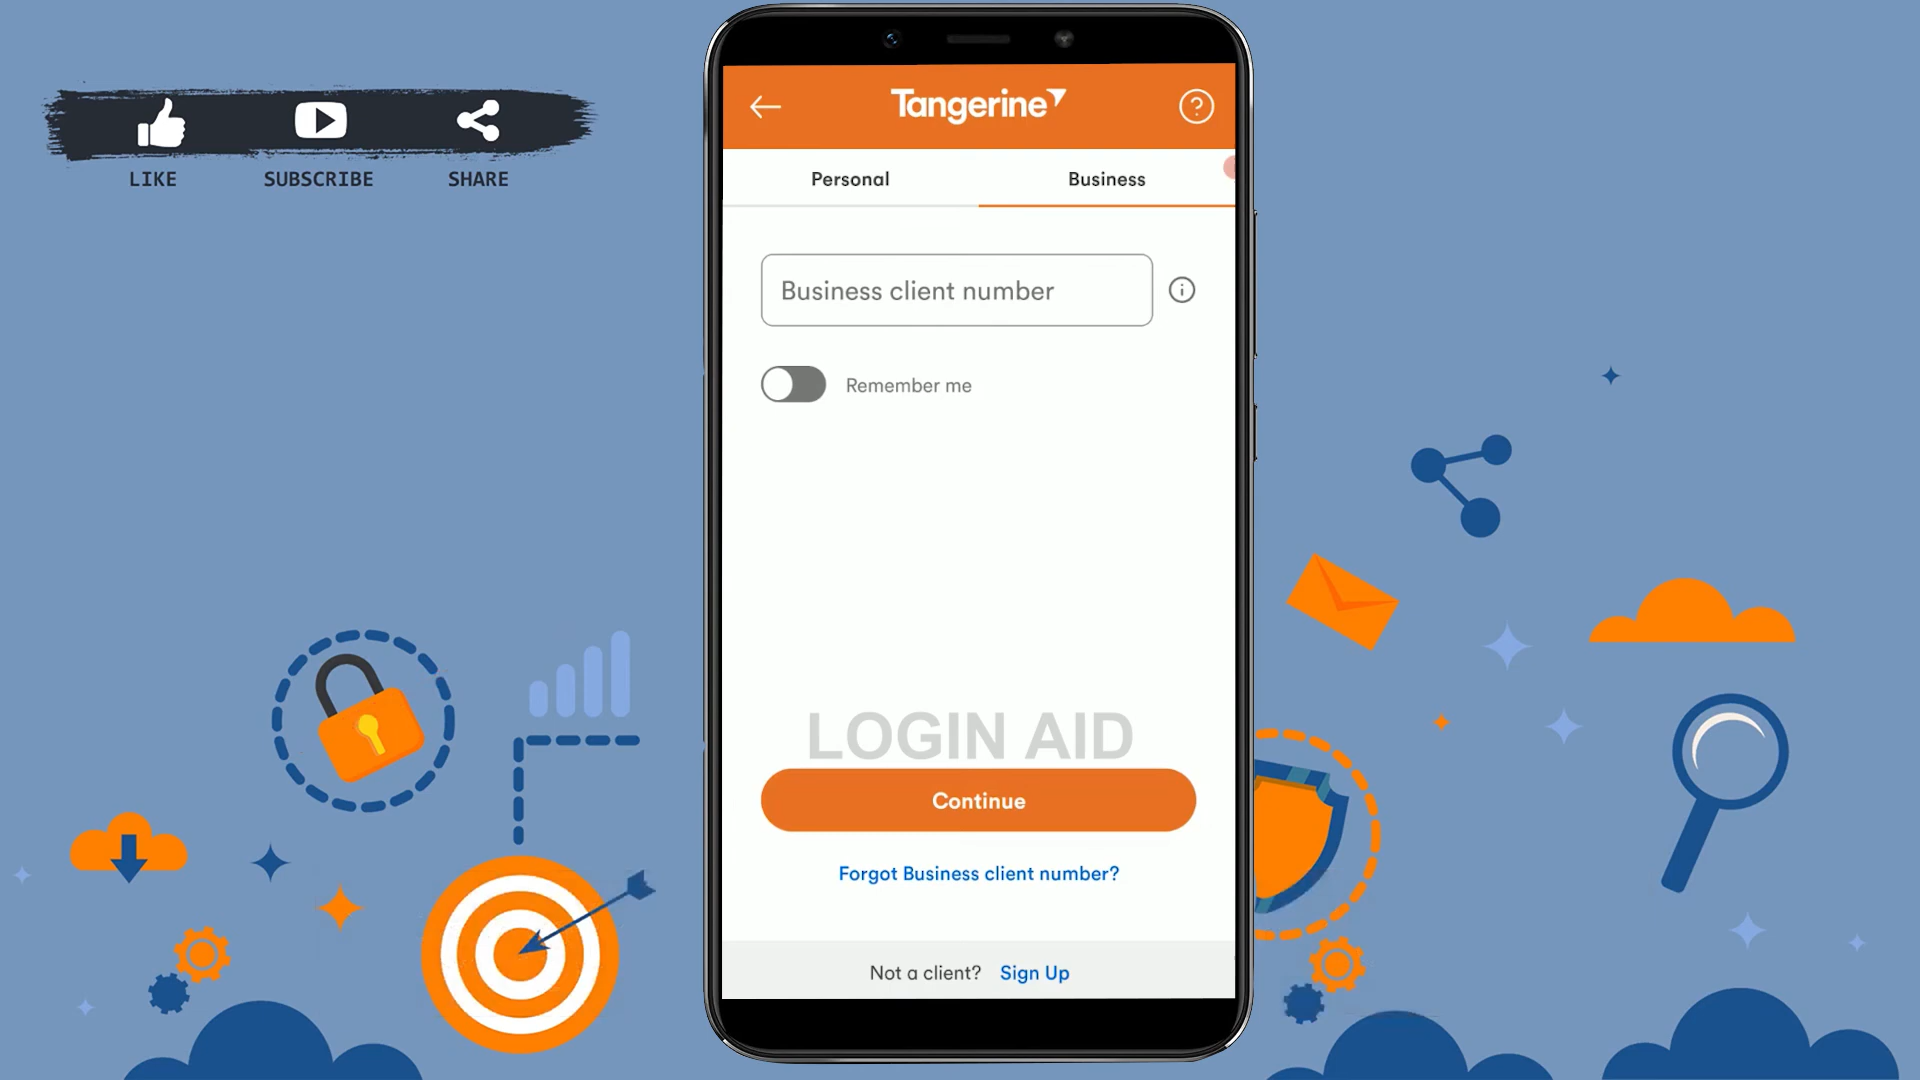 LIKE SUBSCRIBE SHARE
Tangerine
Personal Business
Business client number
Remember me
LOGIN AID
Continue
Forgot Business client number?
Not a client? Sign Up